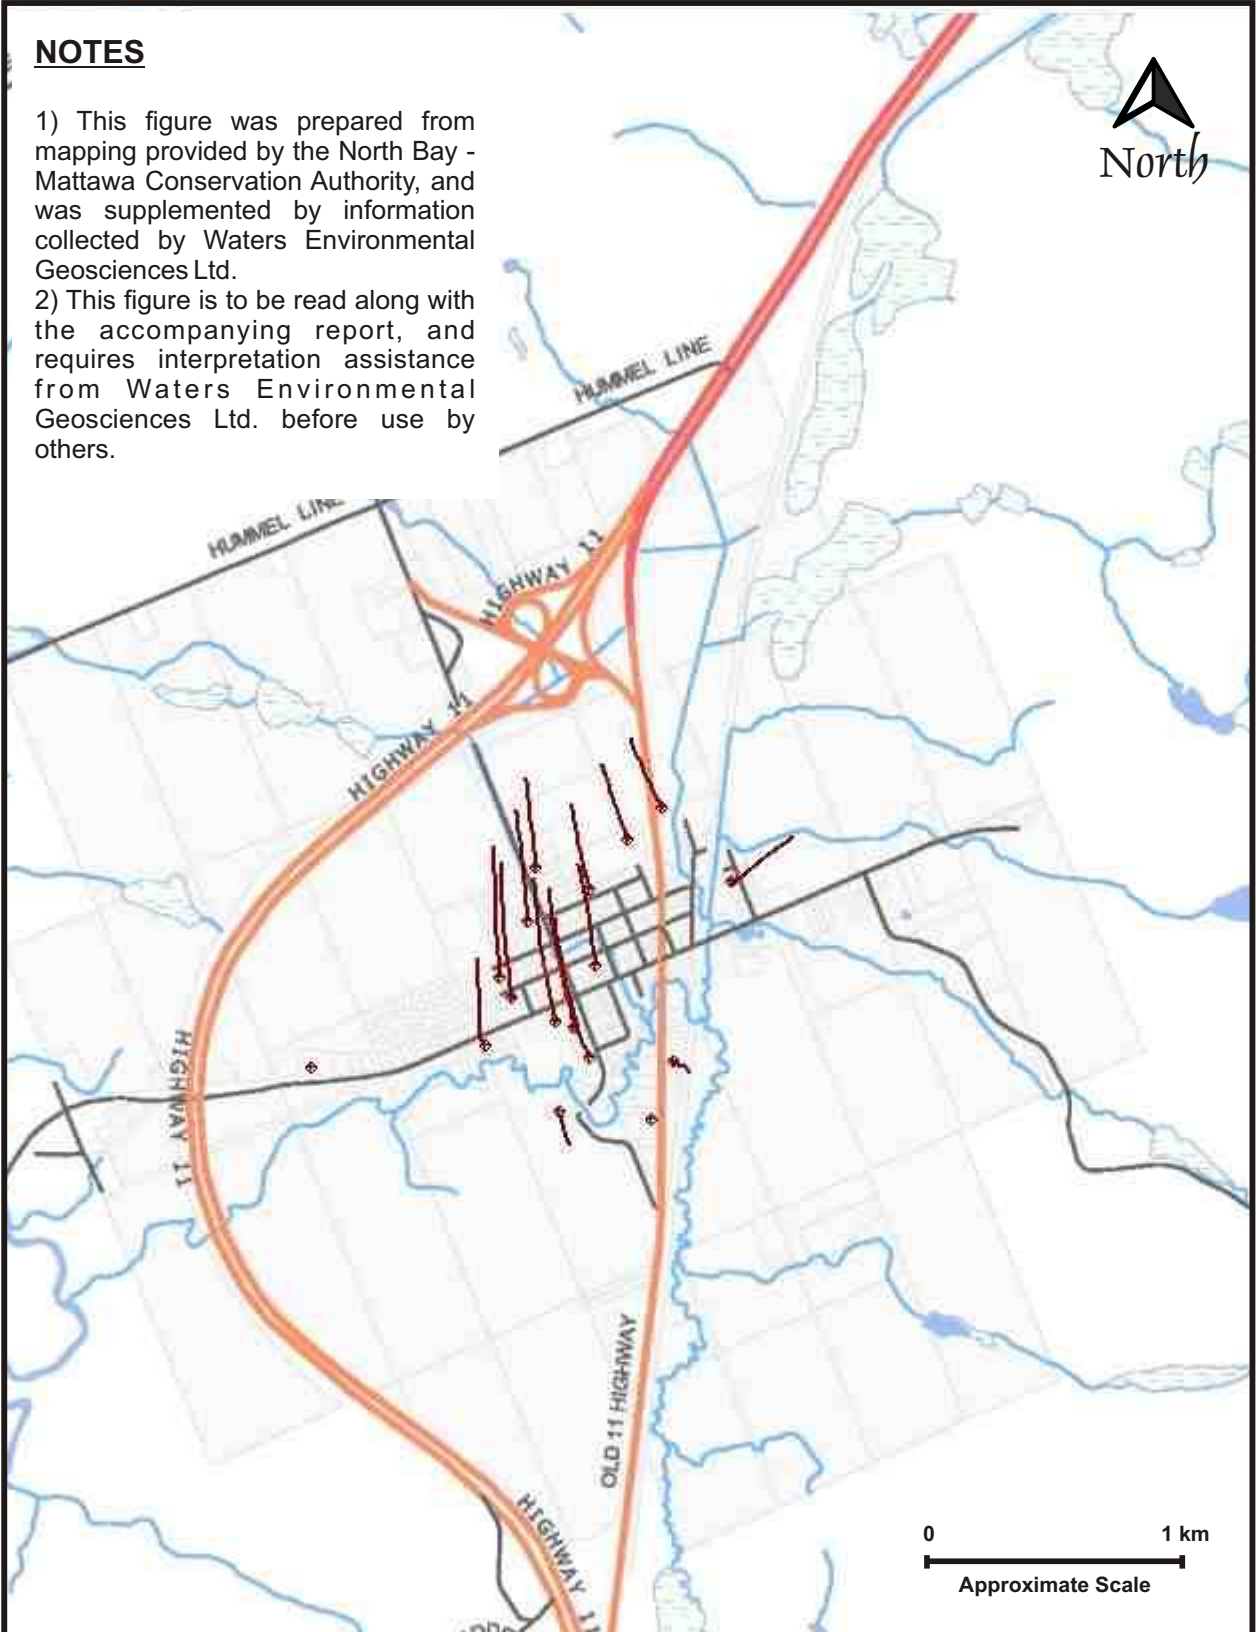 NOTES
1) This figure was prepared from
mapping provided by the North Bay -
Mattawa Conservation Authority, and
was supplemented by information
collected by Waters Environmental
Geosciences Ltd.
2) This figure is to be read along with
the accompanying report, and
requires interpretation assistance
from Waters Environmental
Geosciences Ltd. before use by
others.
North
HUMMEL LINE
HUMMEL LINE
HIGHWAY 11
HIGHWAY 11
HIGHWAY 11
OLD 11 HIGHWAY
HIGHWAY 11
0 1 km
Approximate Scale